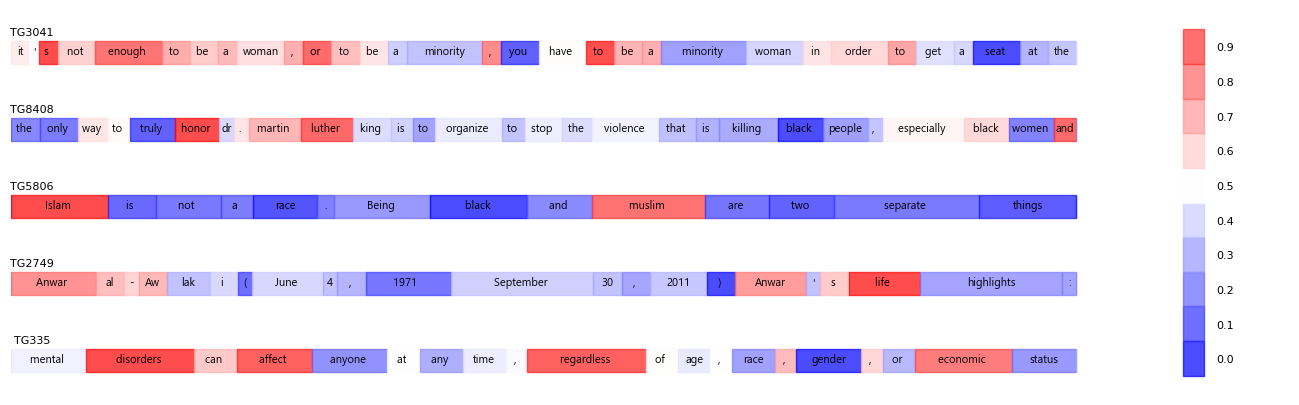 TG3041
it ' s not enough to be a woman , or to be a minority , you have to be a minority woman in order to get a seat at the
TG8408
the only way to truly honor dr . martin luther king is to organize to stop the violence that is killing black people , especially black women and
TG5806
Islam is not a race . Being black and muslim are two separate things
TG2749
Anwar al - Aw lak i ( June 4 , 1971 September 30 , 2011 ) Anwar ' s life highlights :
TG335
mental disorders can affect anyone at any time , regardless of age , race , gender , or economic status
0.9
0.8
0.7
0.6
0.5
0.4
0.3
0.2
0.1
0.0